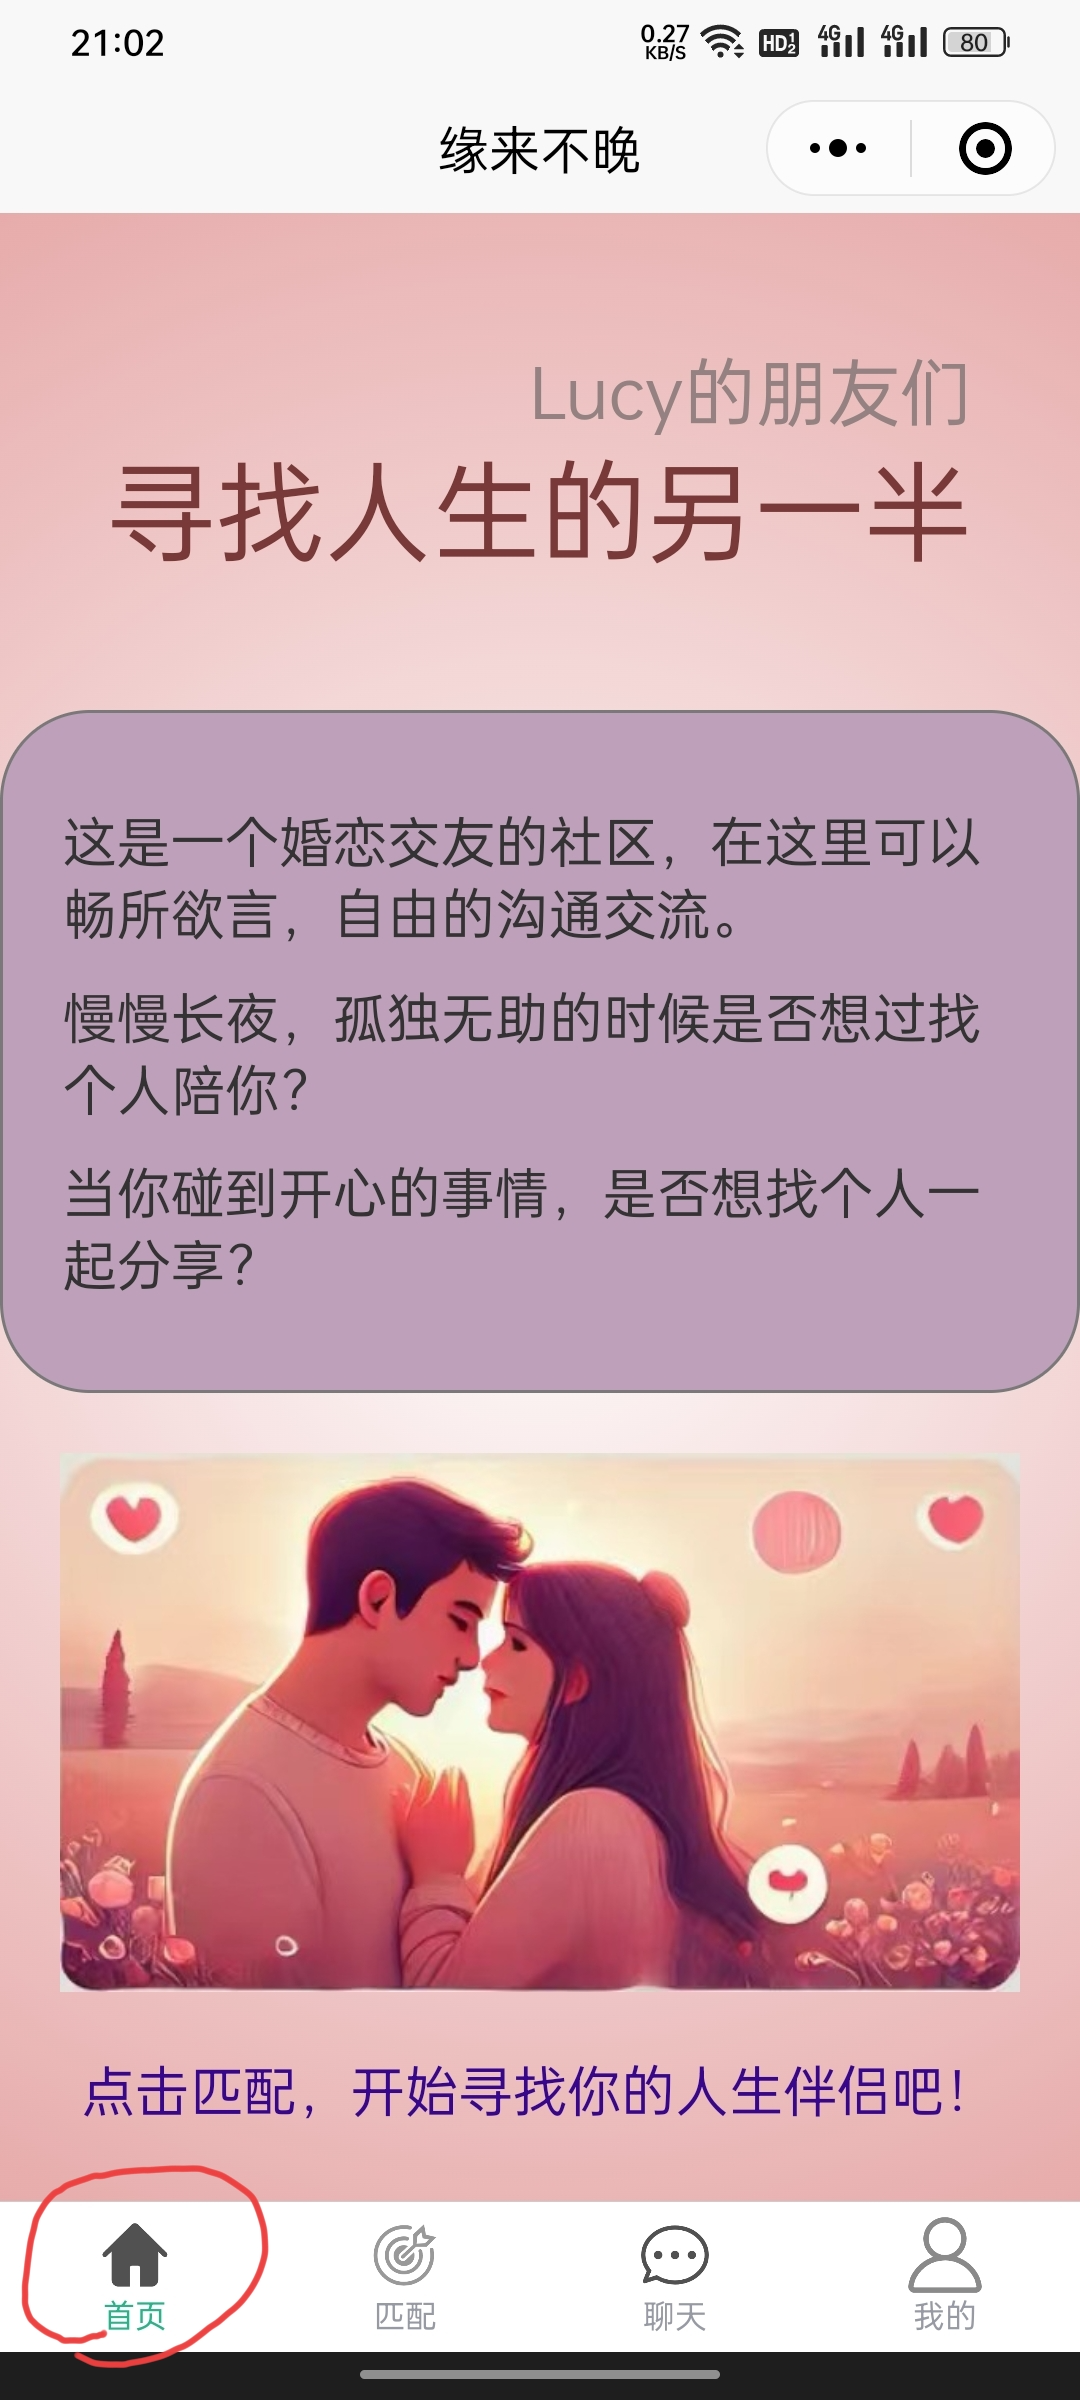 21:02
0.27
KB/S
HD 1 2
4G
4G
80
缘来不晚
Lucy的朋友们
寻找人生的另一半
这是一个婚恋交友的社区，在这里可以
畅所欲言，自由的沟通交流。
慢慢长夜，孤独无助的时候是否想过找
个人陪你？
当你碰到开心的事情，是否想找个人一
起分享？
点击匹配，开始寻找你的人生伴侣吧！
首页
匹配
聊天
我的